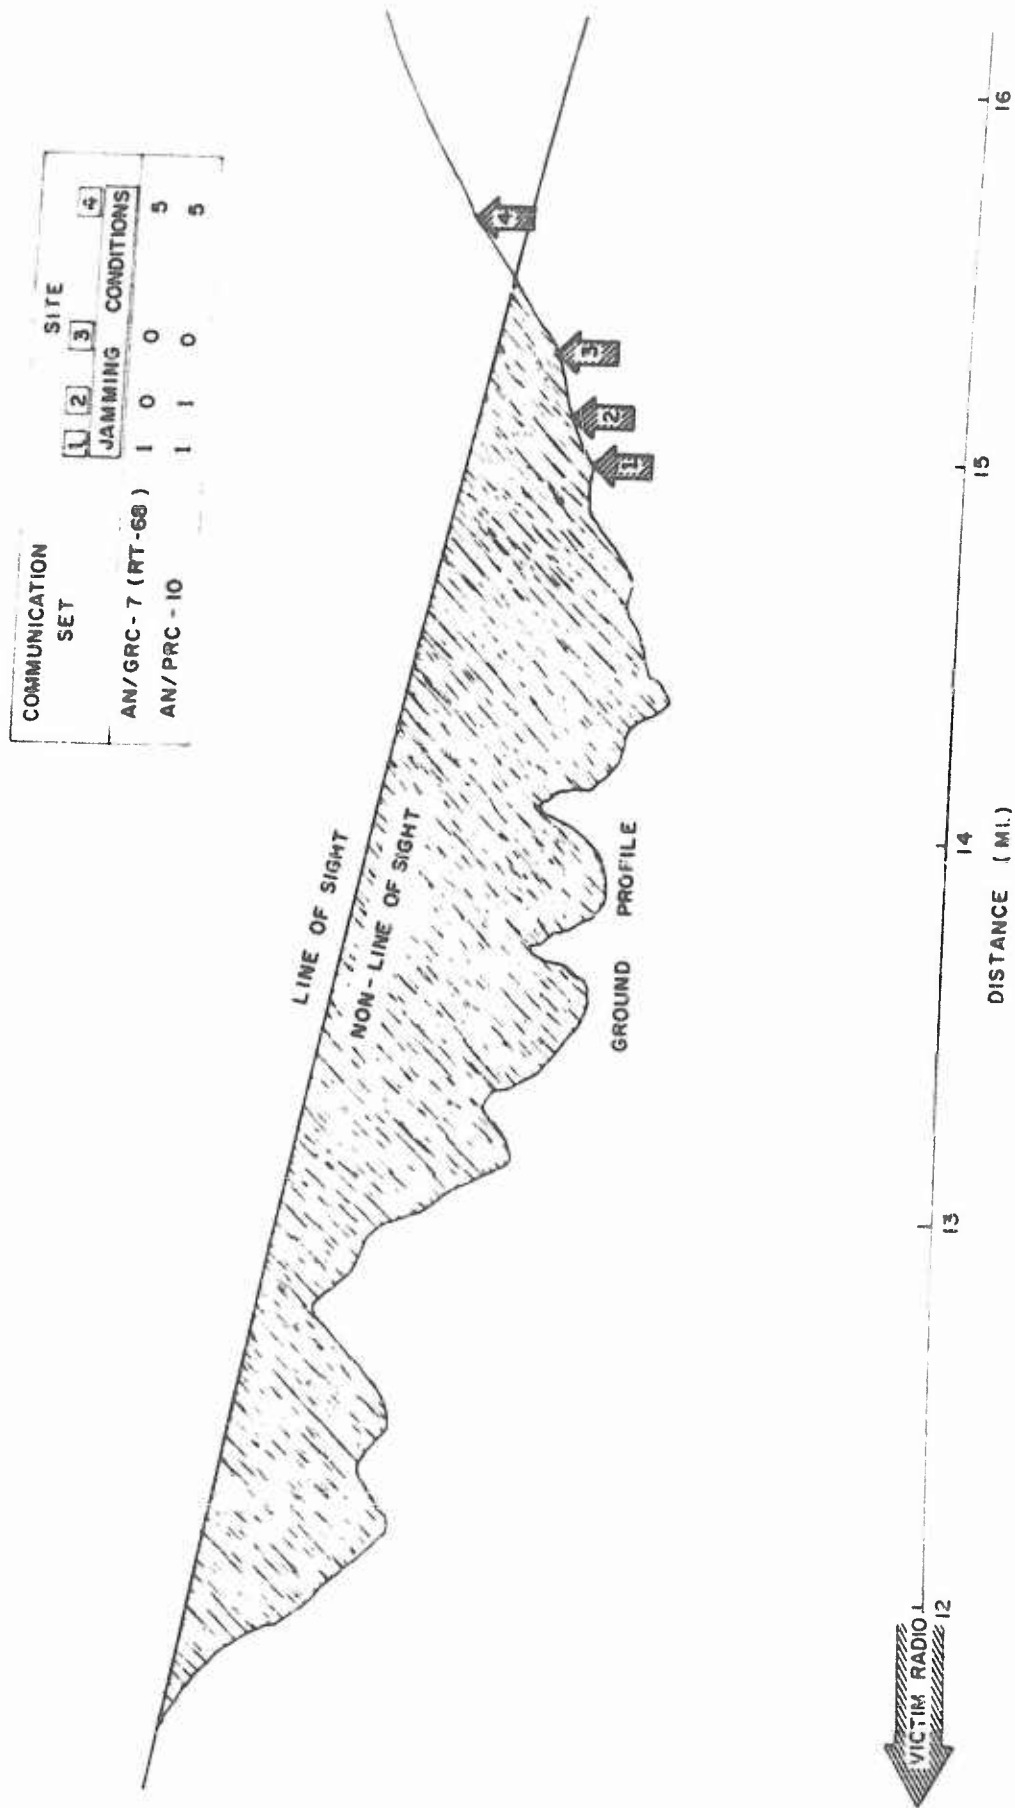 COMMUNICATION SET
SITE
1 2 3 4
JAMMING CONDITIONS
AN/GRC-7 (RT-68) 1 0 0 5
AN/PRC-10 1 1 0 5
LINE OF SIGHT
NON-LINE OF SIGHT
GROUND PROFILE
1 2 3 4
VICTIM RADIO
12 13 14 15 16
DISTANCE (MI.)